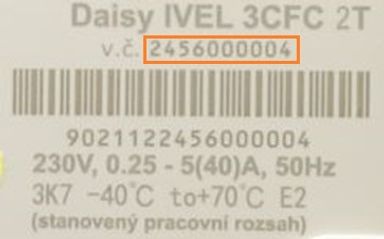 Daisy IVEL 3CFC 2T
v.č. 2456000004
9021122456000004
230V, 0.25 - 5(40)A, 50Hz
3K7 -40°C to+70°C E2
(stanovený pracovní rozsah)